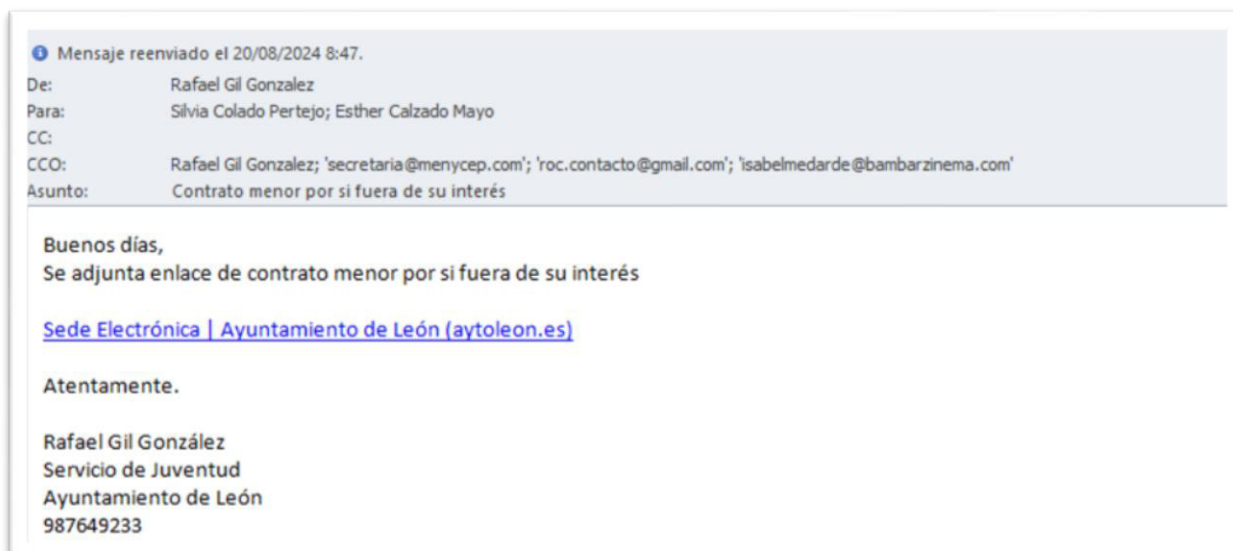 Mensaje reenviado el 20/08/2024 8:47.
De: Rafael Gil Gonzalez
Para: Silvia Colado Pertejo; Esther Calzado Mayo
CC:
CCO: Rafael Gil Gonzalez; 'secretaria@menycep.com'; 'roc.contacto@gmail.com'; 'isabelmedarde@bambarzinema.com'
Asunto: Contrato menor por si fuera de su interés
Buenos días,
Se adjunta enlace de contrato menor por si fuera de su interés
Sede Electrónica | Ayuntamiento de León (aytoleon.es)
Atentamente.
Rafael Gil González
Servicio de Juventud
Ayuntamiento de León
987649233